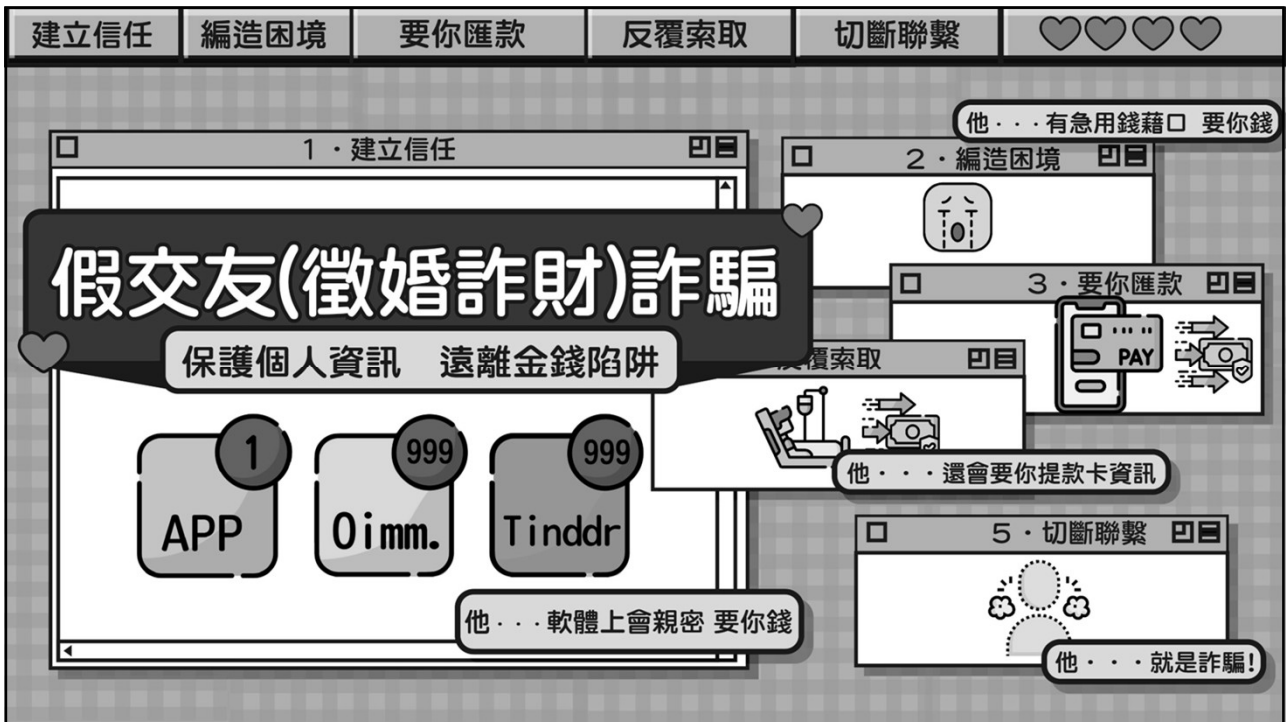 建立信任
編造困境
要你匯款
反覆索取
切斷聯繫
1·建立信任
假交友(徵婚詐財)詐騙
保護個人資訊 遠離金錢陷阱
1
APP
999
Oimm.
999
Tinddr
他···軟體上會親密 要你錢
他···有急用錢藉口 要你錢
2·編造困境
3·要你匯款
PAY
覆索取
他···還會要你提款卡資訊
5·切斷聯繫
他···就是詐騙!